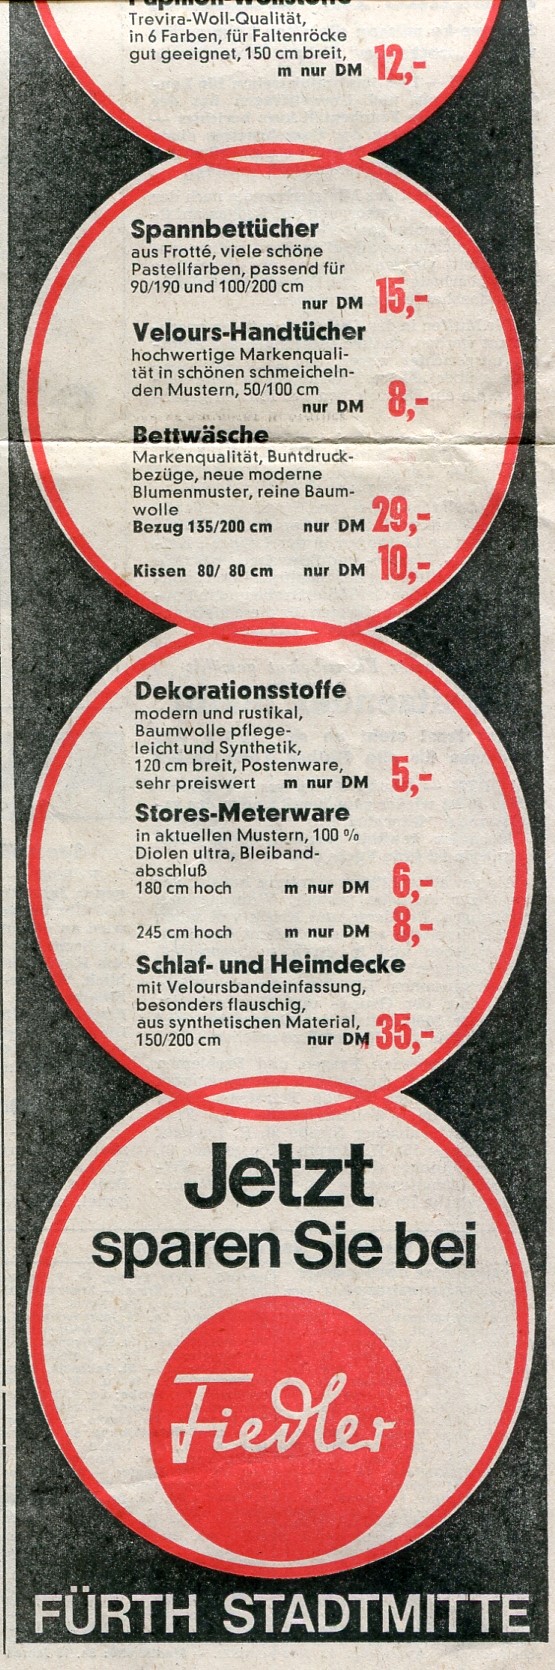 Papillon-Wollstoffe
Trevira-Woll-Qualität,
in 6 Farben, für Faltenröcke
gut geeignet, 150 cm breit,
m nur DM 12,-
Spannbettücher
aus Frotté, viele schöne
Pastellfarben, passend für
90/190 und 100/200 cm
nur DM 15,-
Velours-Handtücher
hochwertige Markenquali-
tät in schönen schmeicheln-
den Mustern, 50/100 cm
nur DM 8,-
Bettwäsche
Markenqualität, Buntdruck-
bezüge, neue moderne
Blumenmuster, reine Baum-
wolle
Bezug 135/200 cm nur DM 29,-
Kissen 80/ 80 cm nur DM 10,-
Dekorationsstoffe
modern und rustikal,
Baumwolle pflege-
leicht und Synthetik,
120 cm breit, Postenware,
sehr preiswert m nur DM 5,-
Stores-Meterware
in aktuellen Mustern, 100 %
Diolen ultra, Bleiband-
abschluß
180 cm hoch m nur DM 6,-
245 cm hoch m nur DM 8,-
Schlaf- und Heimdecke
mit Veloursbandeinfassung,
besonders flauschig,
aus synthetischen Material,
150/200 cm nur DM 35,-
Jetzt
sparen Sie bei
Fiedler
FÜRTH STADTMITTE